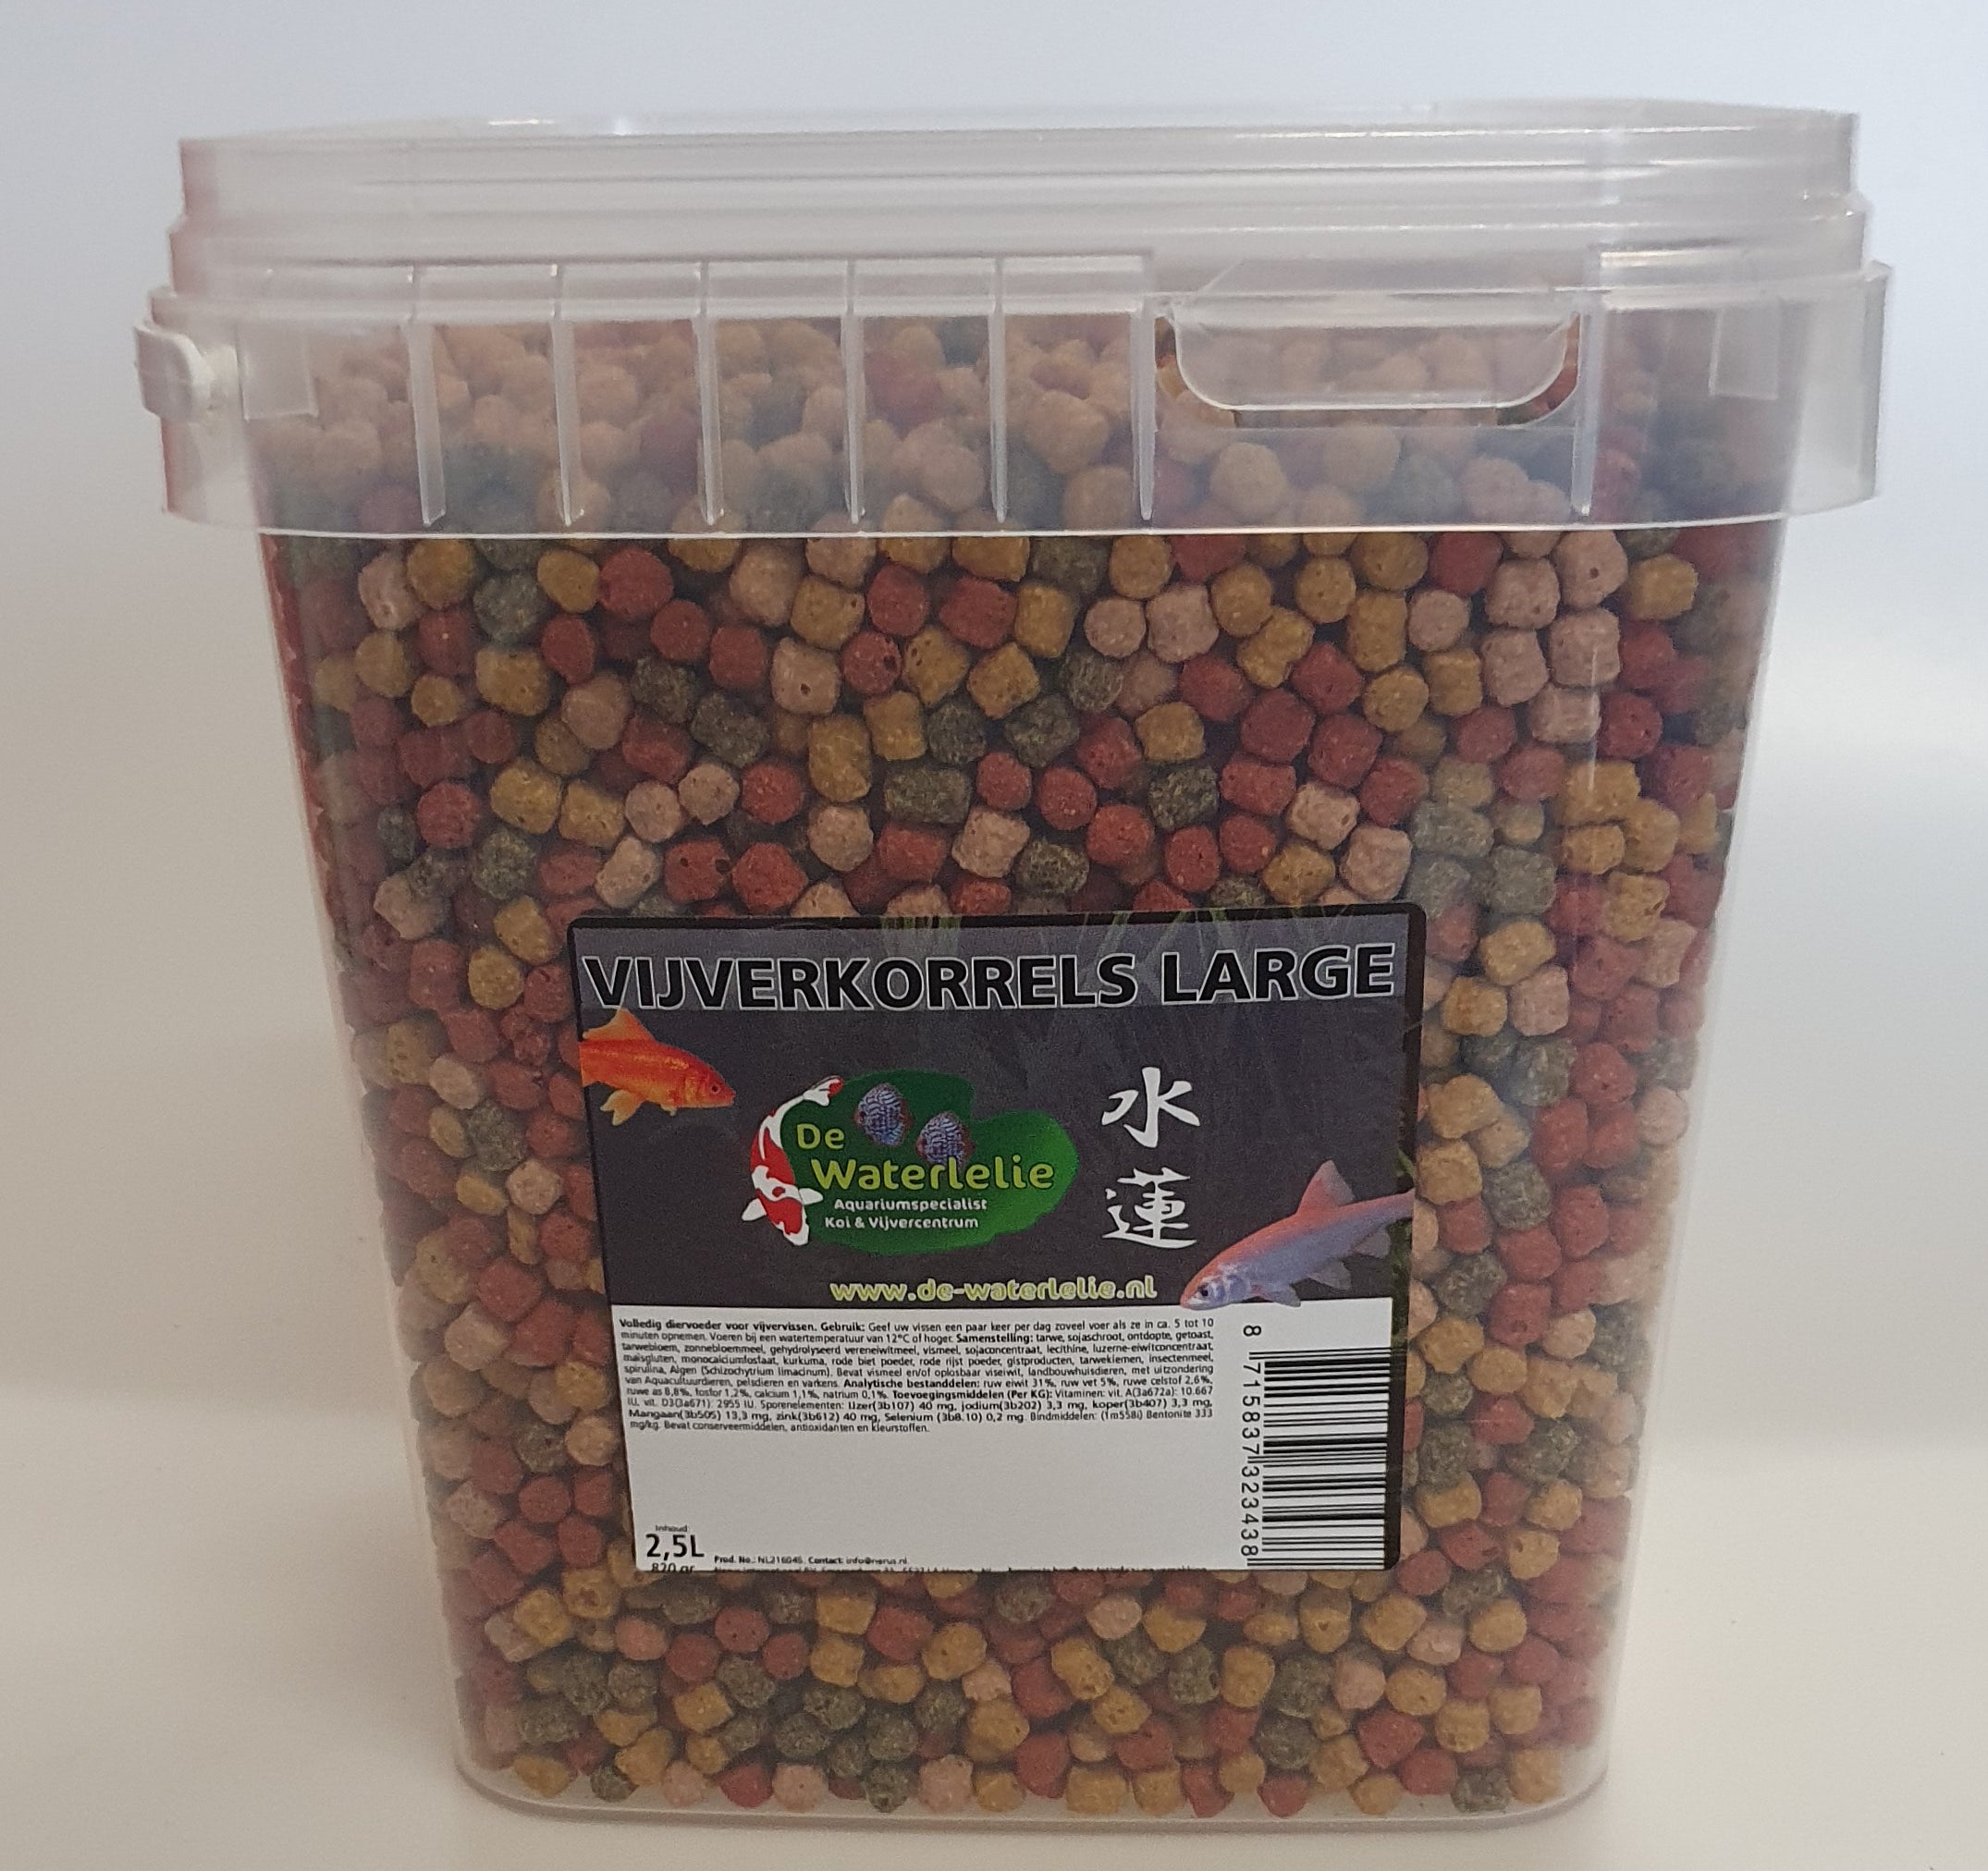 VIJVERKORRELS LARGE
De
Waterlelie
Aquariumspecialist
Koi & Vijvercentrum
水
蓮
www.de-waterlelie.nl
Volledig diervoeder voor vijvervissen. Gebruik: Geef uw vissen een paar keer per dag zoveel voer als ze in ca. 5 tot 10
minuten opnemen. Voeren bij een watertemperatuur van 12°C of hoger. Samenstelling: tarwe, sojaschroot, ontdopte, getoast,
tarwebloem, zonnebloemmeel, gehydrolyseerd vereneiwitmeel, vismeel, sojaconcentraat, lecithine, luzerne-eiwitconcentraat,
maisgluten, monocalciumfosfaat, kurkuma, rode biet poeder, rode rijst poeder, gistproducten, tarwekiemen, insectenmeel,
spirulina, Algen (Schizochytrium limacinum). Bevat vismeel en/of oplosbaar viseiwit, landbouwhuisdieren, met uitzondering
van Aquacultuurdieren, pelsdieren en varkens. Analytische bestanddelen: ruw eiwit 31%, ruw vet 5%, ruwe celstof 2,6%,
ruwe as 8,8%, fosfor 1,2%, calcium 1,1%, natrium 0,1%. Toevoegingsmiddelen (Per KG): Vitaminen: vit. A(3a672a): 10.667
IU, vit. D3(3a671): 2955 IU. Sporenelementen: IJzer(3b107) 40 mg, jodium(3b202) 3,3 mg, koper(3b407) 3,3 mg,
Mangaan(3b505) 13,3 mg, zink(3b612) 40 mg, Selenium (3b8.10) 0,2 mg. Bindmiddelen: (1m558i) Bentonite 333
mg/kg. Bevat conserveermiddelen, antioxidanten en kleurstoffen.
8 715837 323438
Inhoud
2,5L
820 gr
Prod. No.: NL216045. Contact: info@nerus.nl